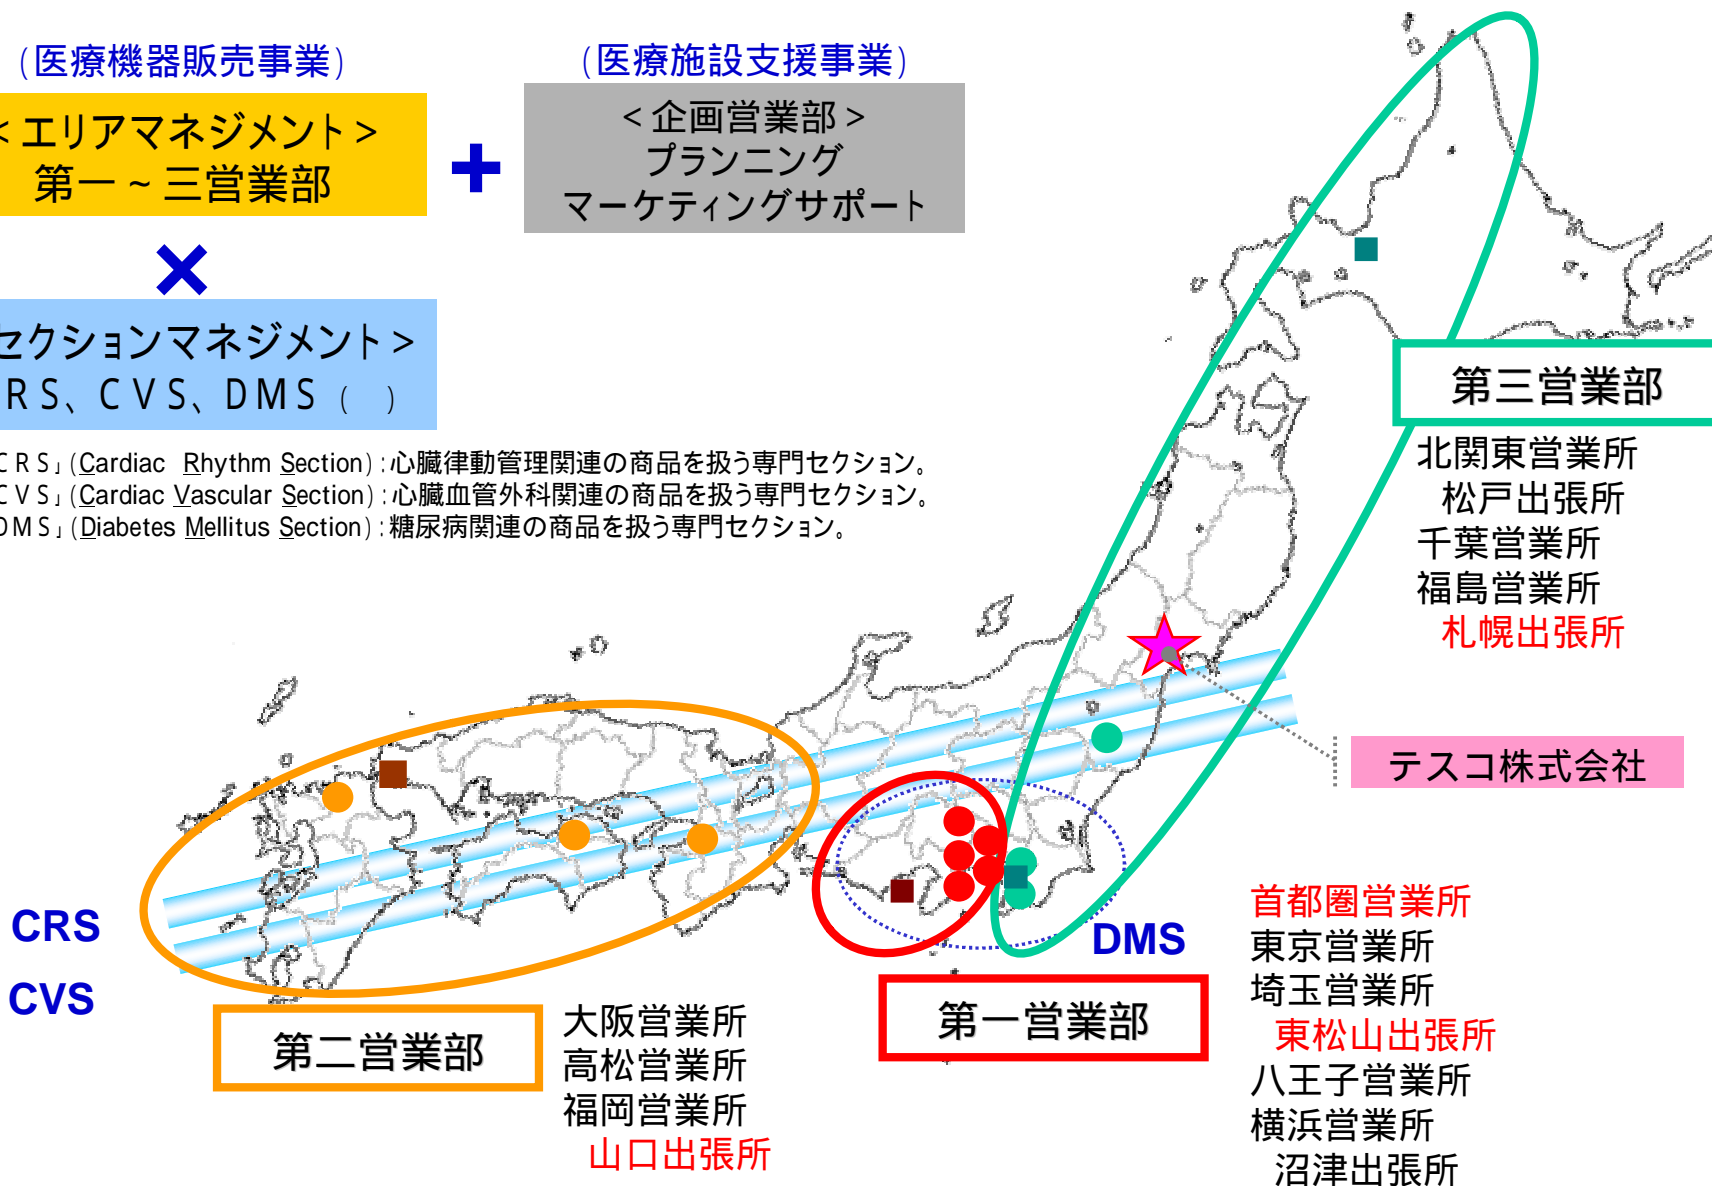 (医療機器販売事業)
(医療施設支援事業)
<エリアマネジメント>
第一~三営業部
+
<企画営業部>
プランニング
マーケティングサポート
×
セクションマネジメント>
RS、CVS、DMS( )
CRS」(Cardiac Rhythm Section):心臓律動管理関連の商品を扱う専門セクション。
CVS」(Cardiac Vascular Section):心臓血管外科関連の商品を扱う専門セクション。
DMS」(Diabetes Mellitus Section):糖尿病関連の商品を扱う専門セクション。
第三営業部
北関東営業所
松戸出張所
千葉営業所
福島営業所
札幌出張所
テスコ株式会社
CRS
CVS
DMS
第二営業部
大阪営業所
高松営業所
福岡営業所
山口出張所
第一営業部
首都圏営業所
東京営業所
埼玉営業所
東松山出張所
八王子営業所
横浜営業所
沼津出張所